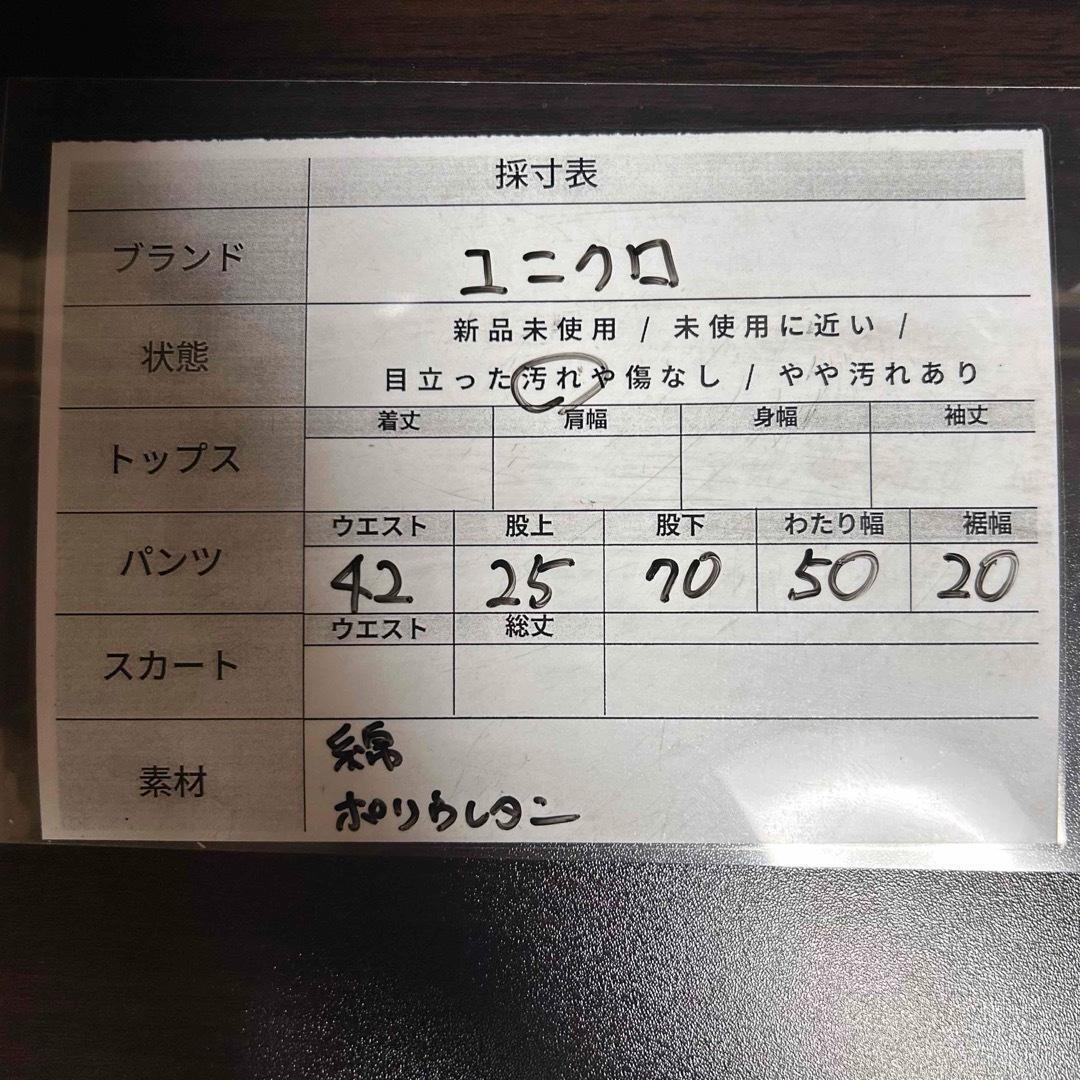 採寸表
ブランド ユニクロ
状態 新品未使用 / 未使用に近い /
目立った汚れや傷なし / やや汚れあり
トップス 着丈 肩幅 身幅 袖丈
パンツ ウエスト 股上 股下 わたり幅 裾幅
42 25 70 50 20
スカート ウエスト 総丈
素材 綿
ポリウレタン